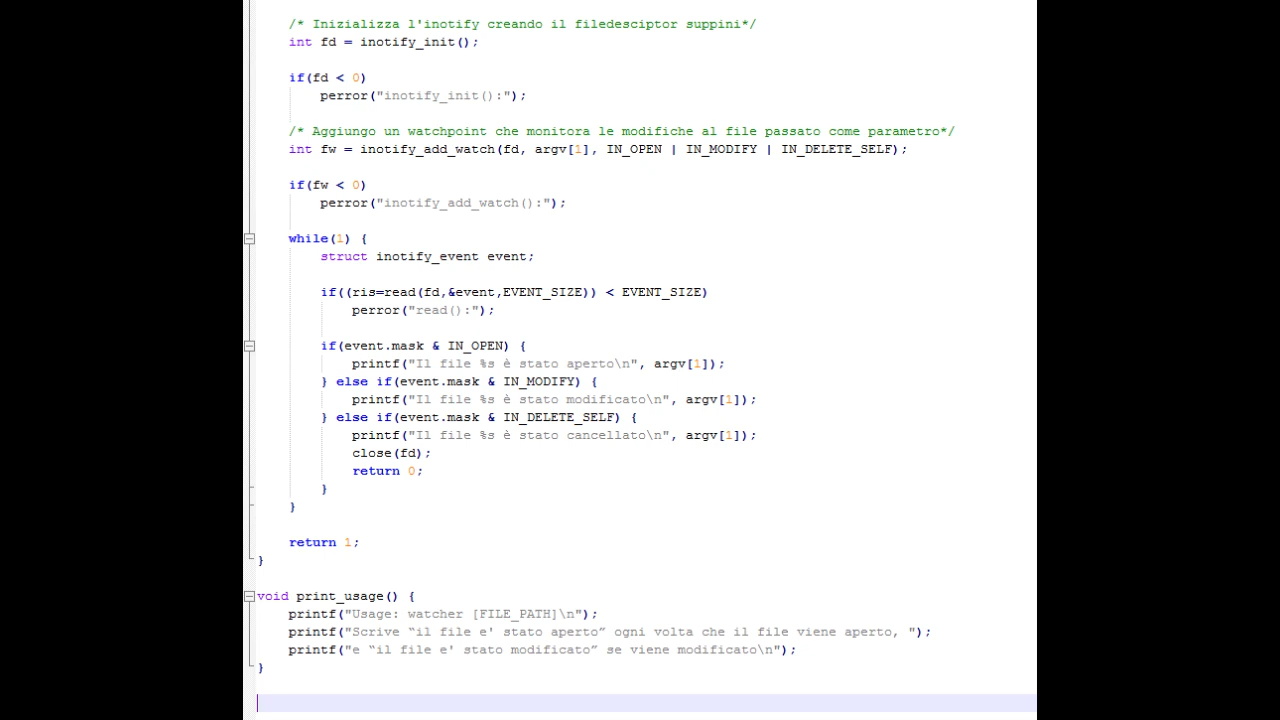 /* Inizializza l'inotify creando il filedesciptor suppini*/
int fd = inotify_init();
if(fd < 0)
perror("inotify_init():");
/* Aggiungo un watchpoint che monitora le modifiche al file passato come parametro*/
int fw = inotify_add_watch(fd, argv[1], IN_OPEN | IN_MODIFY | IN_DELETE_SELF);
if(fw < 0)
perror("inotify_add_watch():");
while(1) {
struct inotify_event event;
if((ris=read(fd,&event,EVENT_SIZE)) < EVENT_SIZE)
perror("read():");
if(event.mask & IN_OPEN) {
printf("Il file %s è stato aperto\n", argv[1]);
} else if(event.mask & IN_MODIFY) {
printf("Il file %s è stato modificato\n", argv[1]);
} else if(event.mask & IN_DELETE_SELF) {
printf("Il file %s è stato cancellato\n", argv[1]);
close(fd);
return 0;
}
}
return 1;
}
void print_usage() {
printf("Usage: watcher [FILE_PATH]\n");
printf("Scrive “il file e' stato aperto” ogni volta che il file viene aperto, ");
printf("e “il file e' stato modificato” se viene modificato\n");
}